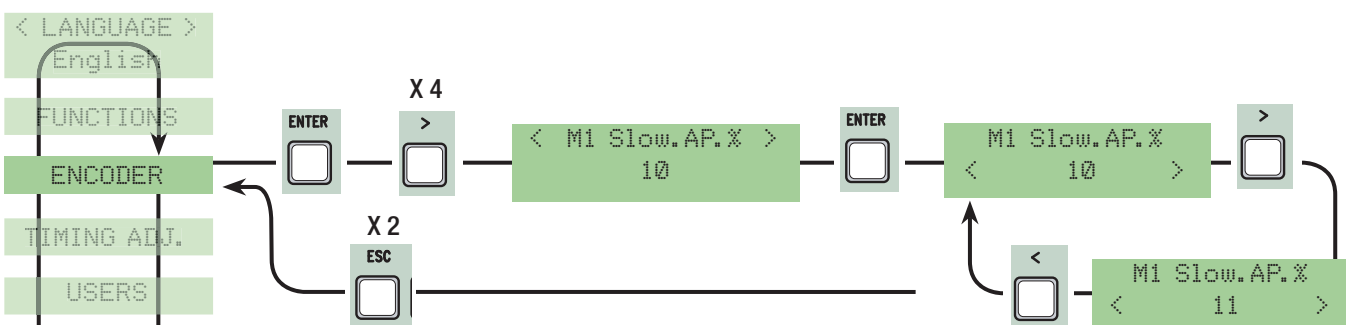 < LANGUAGE >
English
FUNCTIONS
ENCODER
TIMING ADJ.
USERS
ENTER
X 4
>
< M1 Slow.AP.% >
10
ENTER
M1 Slow.AP.%
< 10 >
>
X 2
ESC
<
M1 Slow.AP.%
< 11 >